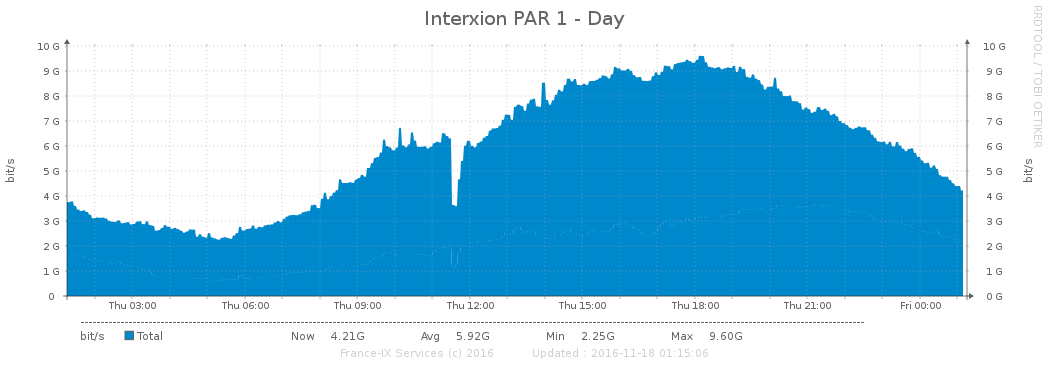 Interxion PAR 1 - Day
RRDTOOL / TOBI OETIKER
10 G 10 G
9 G 9 G
8 G 8 G
7 G 7 G
6 G 6 G
5 G 5 G
4 G 4 G
3 G 3 G
2 G 2 G
1 G 1 G
0 0 G
bit/s bit/s
Thu 03:00 Thu 06:00 Thu 09:00 Thu 12:00 Thu 15:00 Thu 18:00 Thu 21:00 Fri 00:00
bit/s Total Now 4.21G Avg 5.92G Min 2.25G Max 9.60G
France-IX Services (c) 2016 Updated : 2016-11-18 01:15:06